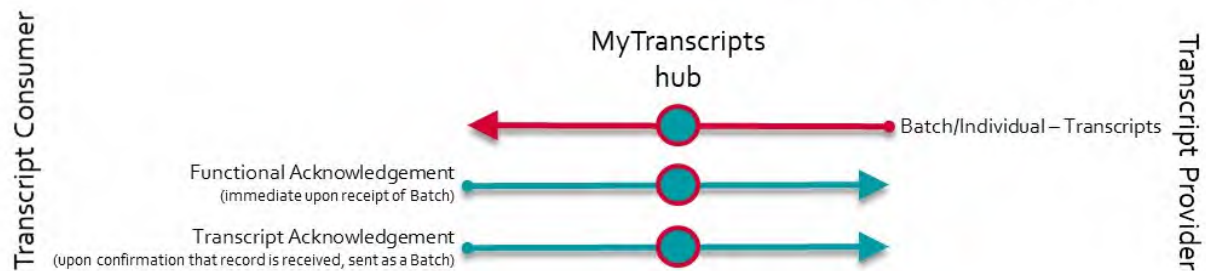 Transcript Consumer
MyTranscripts
hub
Transcript Provider
Batch/Individual – Transcripts
Functional Acknowledgement
(immediate upon receipt of Batch)
Transcript Acknowledgement
(upon confirmation that record is received, sent as a Batch)